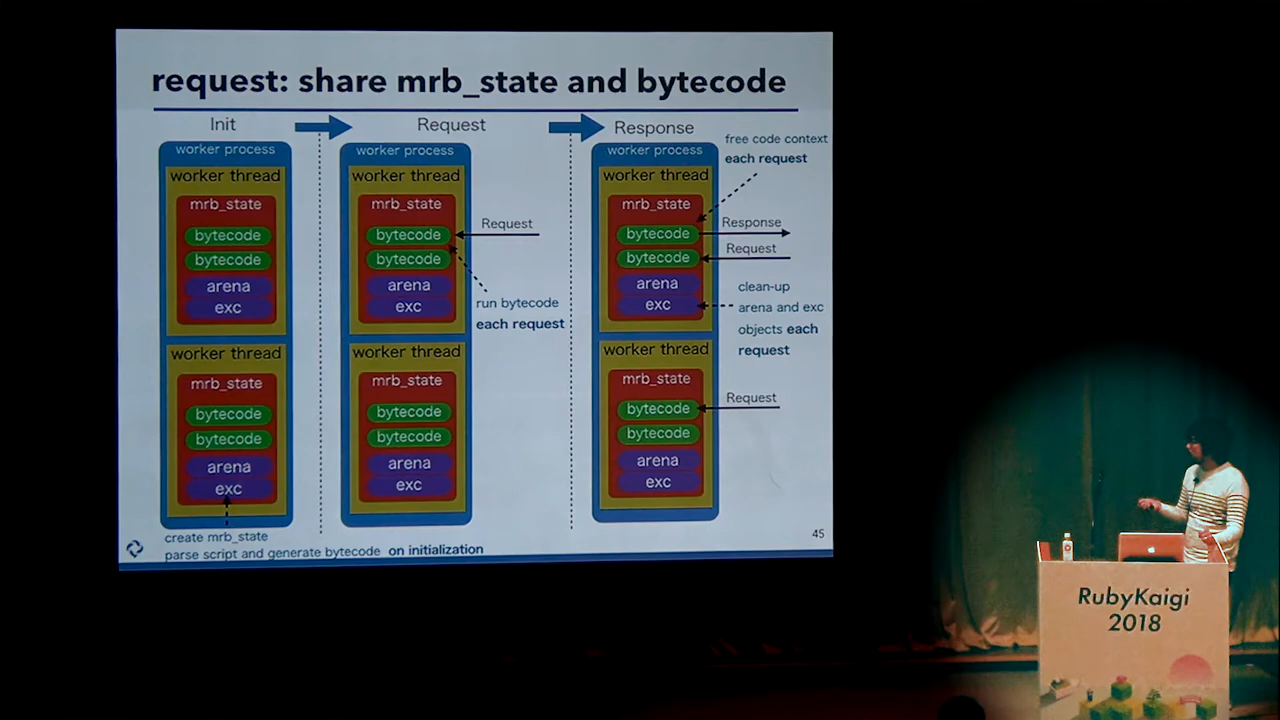 request: share mrb_state and bytecode
Init
Request
Response
worker process
worker thread
mrb_state
bytecode
bytecode
arena
exc
worker thread
mrb_state
bytecode
bytecode
arena
exc
create mrb_state
parse script and generate bytecode on initialization
worker process
worker thread
mrb_state
bytecode
bytecode
arena
exc
Request
run bytecode
each request
worker thread
mrb_state
bytecode
bytecode
arena
exc
worker process
worker thread
mrb_state
bytecode
bytecode
arena
exc
free code context
each request
Response
Request
clean-up
arena and exc
objects each
request
worker thread
mrb_state
bytecode
bytecode
arena
exc
Request
45
RubyKaigi
2018